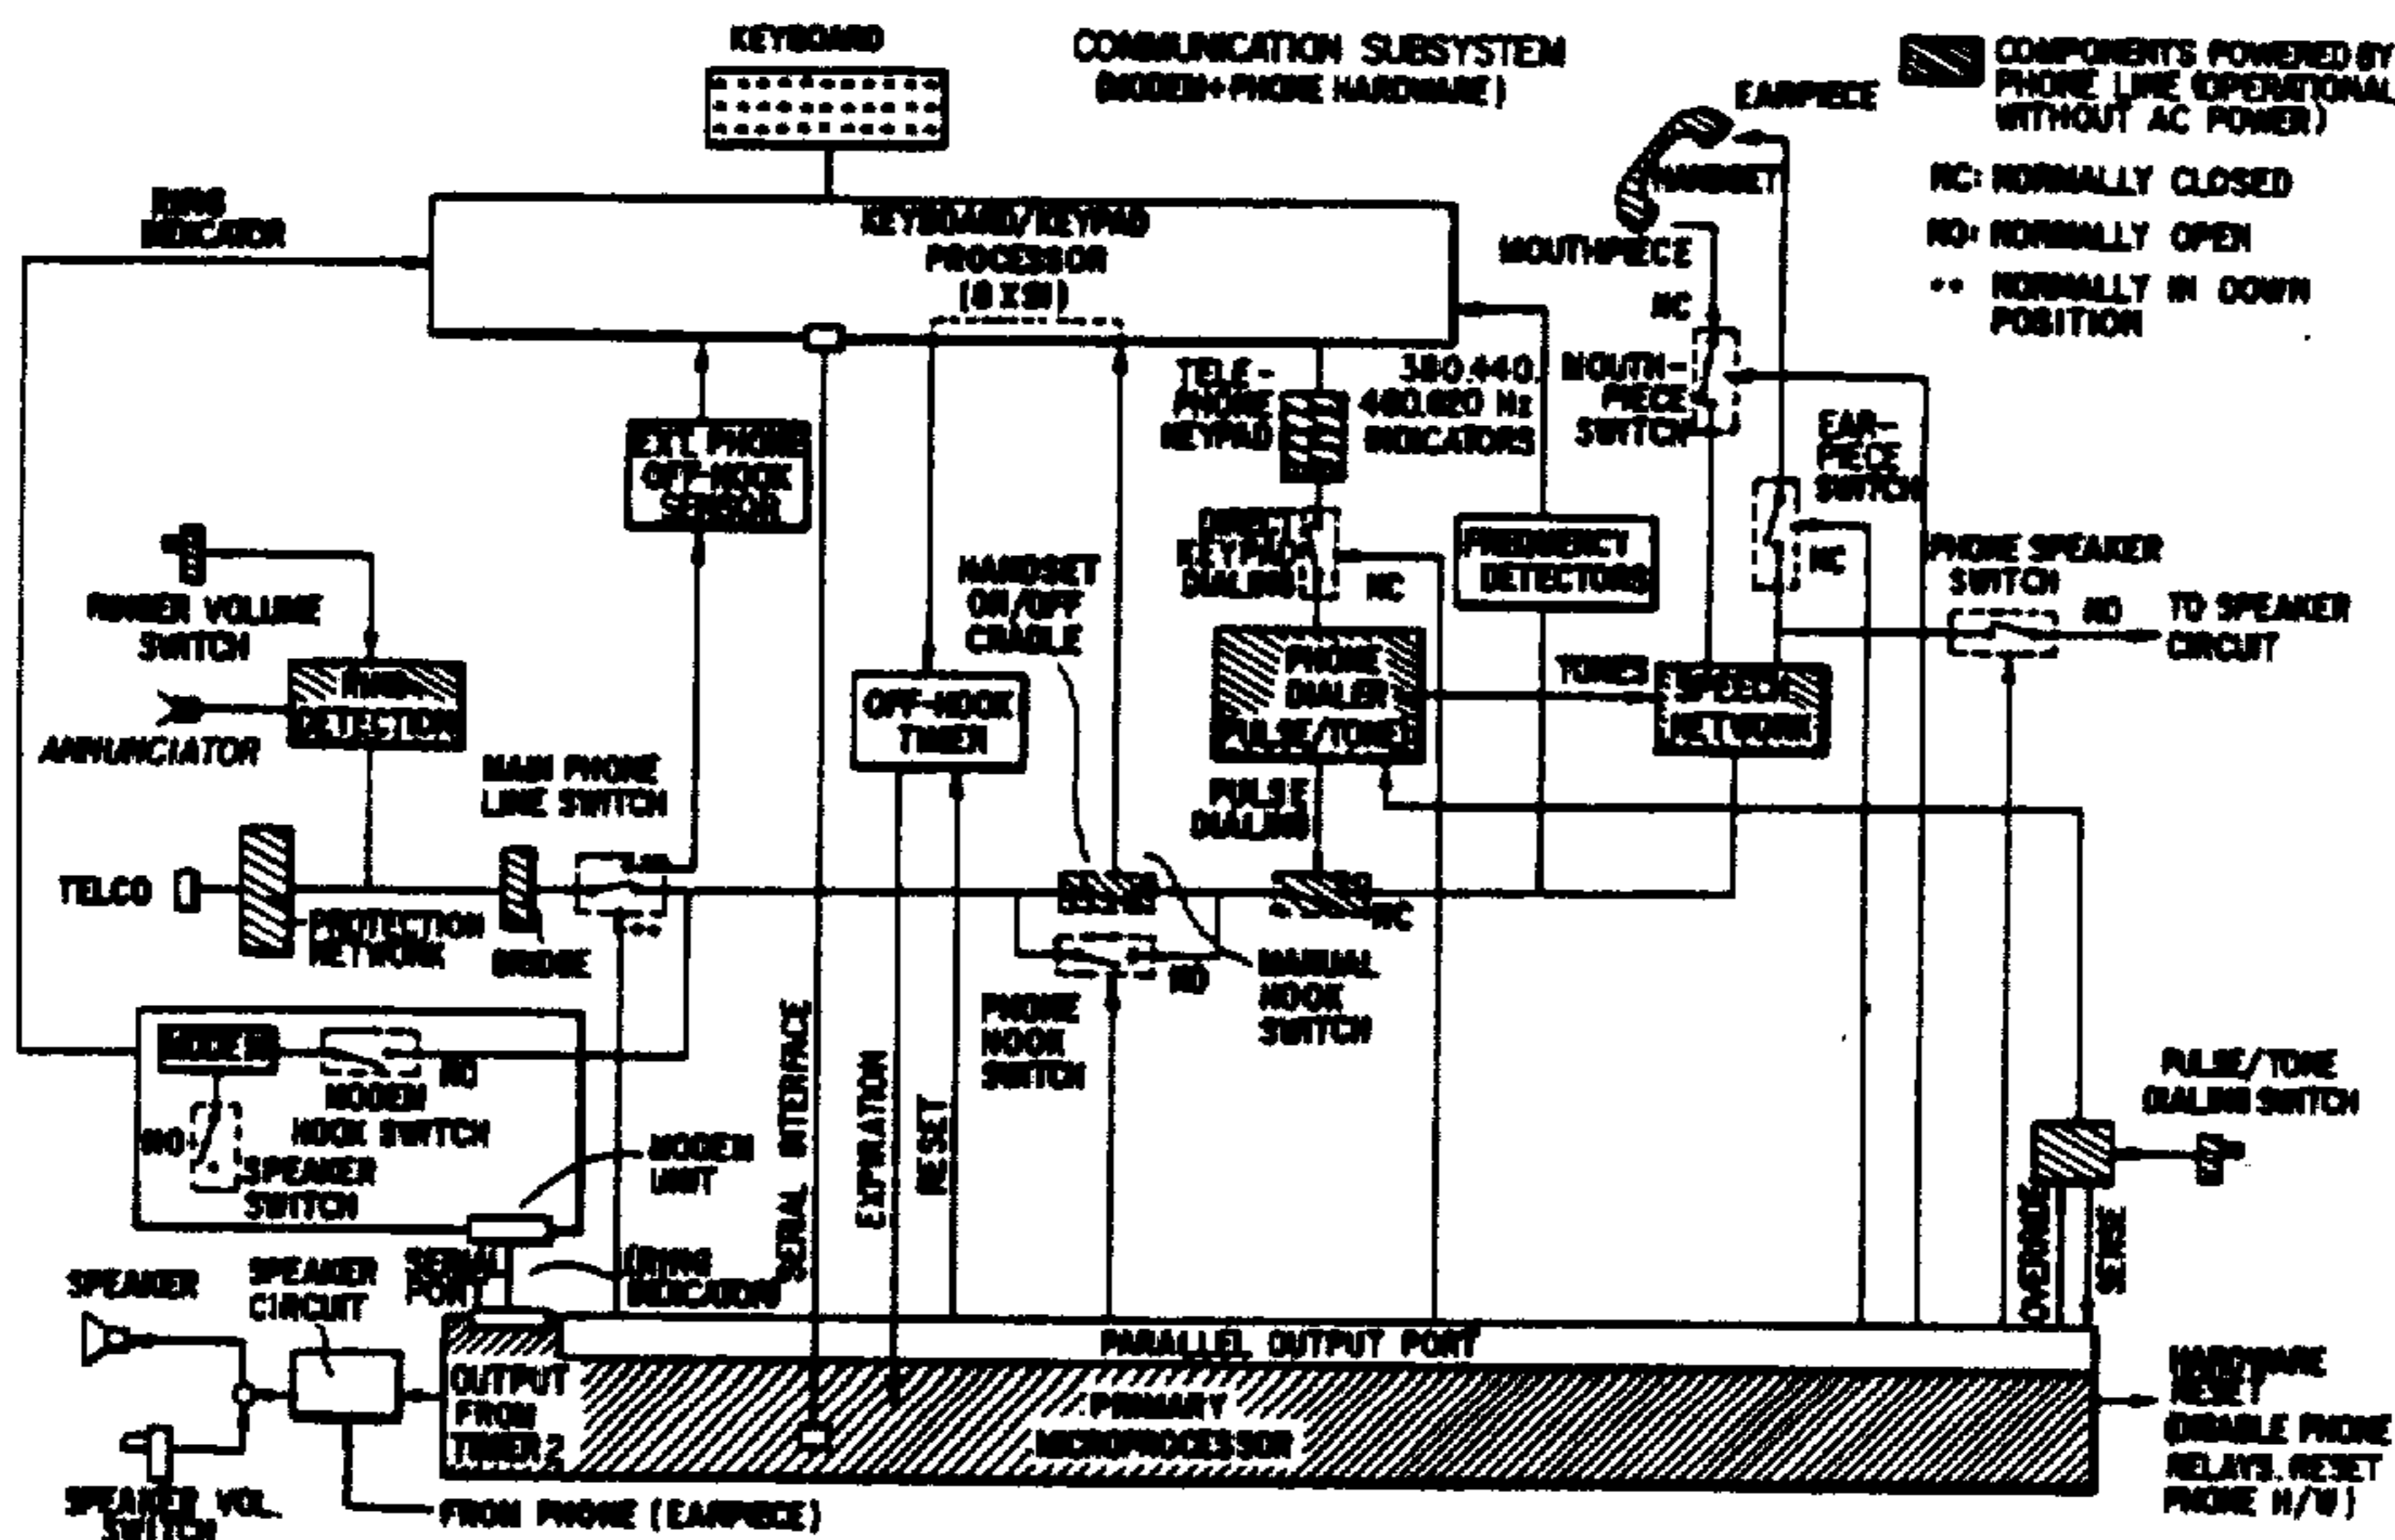 KEYBOARD
COMMUNICATION SUBSYSTEM
(MODEM+PHONE HARDWARE)
COMPONENTS POWERED BY
PHONE LINE (OPERATIONAL
WITHOUT AC POWER)
NC: NORMALLY CLOSED
NO: NORMALLY OPEN
** NORMALLY IN DOWN
POSITION
EARPIECE
HANDSET
MOUTHPIECE
NC
RING
INDICATOR
KEYBOARD/KEYPAD
PROCESSOR
TELE-
PHONE
KEYPAD
INDICATORS
MOUTH-
PIECE
SWITCH
EAR-
PIECE
SWITCH
NC
EXT. PHONE
OFF-HOOK
SENSOR
DIRECT
KEYPAD
DIALING
NC
FREQUENCY
DETECTORS
PHONE SPEAKER
SWITCH
NO
TO SPEAKER
CIRCUIT
RINGER VOLUME
SWITCH
HANDSET
ON/OFF
CRADLE
RING
DETECTION
ANNUNCIATOR
OFF-HOOK
TIMER
PHONE
DIALER
PULSE/TONE
TONES
SPEECH
NETWORK
MAIN PHONE
LINE SWITCH
PULSE
DIALING
TELCO
PROTECTION
NETWORK
BRIDGE
**
NC
NO
PHONE
HOOK
SWITCH
MANUAL
HOOK
SWITCH
MODEM
NO
MODEM
HOOK SWITCH
NO
SPEAKER
SWITCH
MODEM
UNIT
SERIAL INTERFACE
EXPIRATION
RESET
PULSE/TONE
DIALING SWITCH
OVERRIDE
SENSE
SPEAKER
SPEAKER
CIRCUIT
SERIAL
PORT
(RING
INDICATOR)
PARALLEL OUTPUT PORT
OUTPUT
FROM
TIMER 2
PRIMARY
MICROPROCESSOR
HARDWARE
RESET
(DISABLE PHONE
RELAYS. RESET
PHONE H/W)
SPEAKER VOL.
SWITCH
FROM PHONE (EARPIECE)